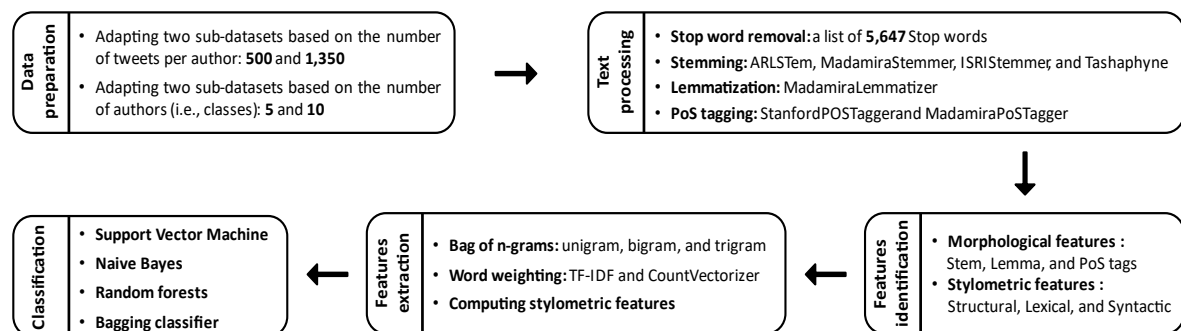 Data
preparation
• Adapting two sub-datasets based on the number
of tweets per author: 500 and 1,350
• Adapting two sub-datasets based on the number
of authors (i.e., classes): 5 and 10
Text
processing
• Stop word removal: a list of 5,647 Stop words
• Stemming: ARLSTem, MadamiraStemmer, ISRIStemmer, and Tashaphyne
• Lemmatization: MadamiraLemmatizer
• PoS tagging: StanfordPOSTaggerand MadamiraPoSTagger
Features
identification
• Morphological features :
Stem, Lemma, and PoS tags
• Stylometric features :
Structural, Lexical, and Syntactic
Features
extraction
• Bag of n-grams: unigram, bigram, and trigram
• Word weighting: TF-IDF and CountVectorizer
• Computing stylometric features
Classification
• Support Vector Machine
• Naive Bayes
• Random forests
• Bagging classifier